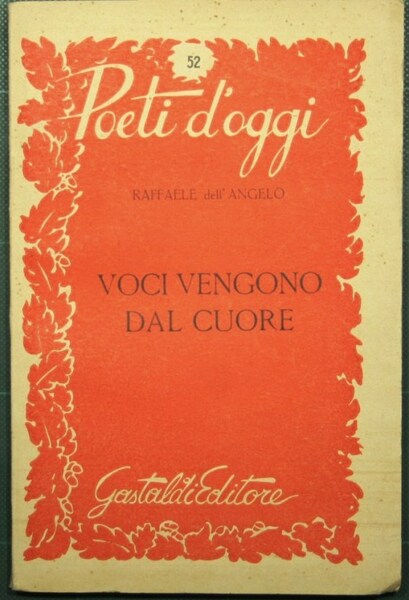 52
Poeti d'oggi
RAFFAELE dell'ANGELO
VOCI VENGONO
DAL CUORE
Gastaldi Editore